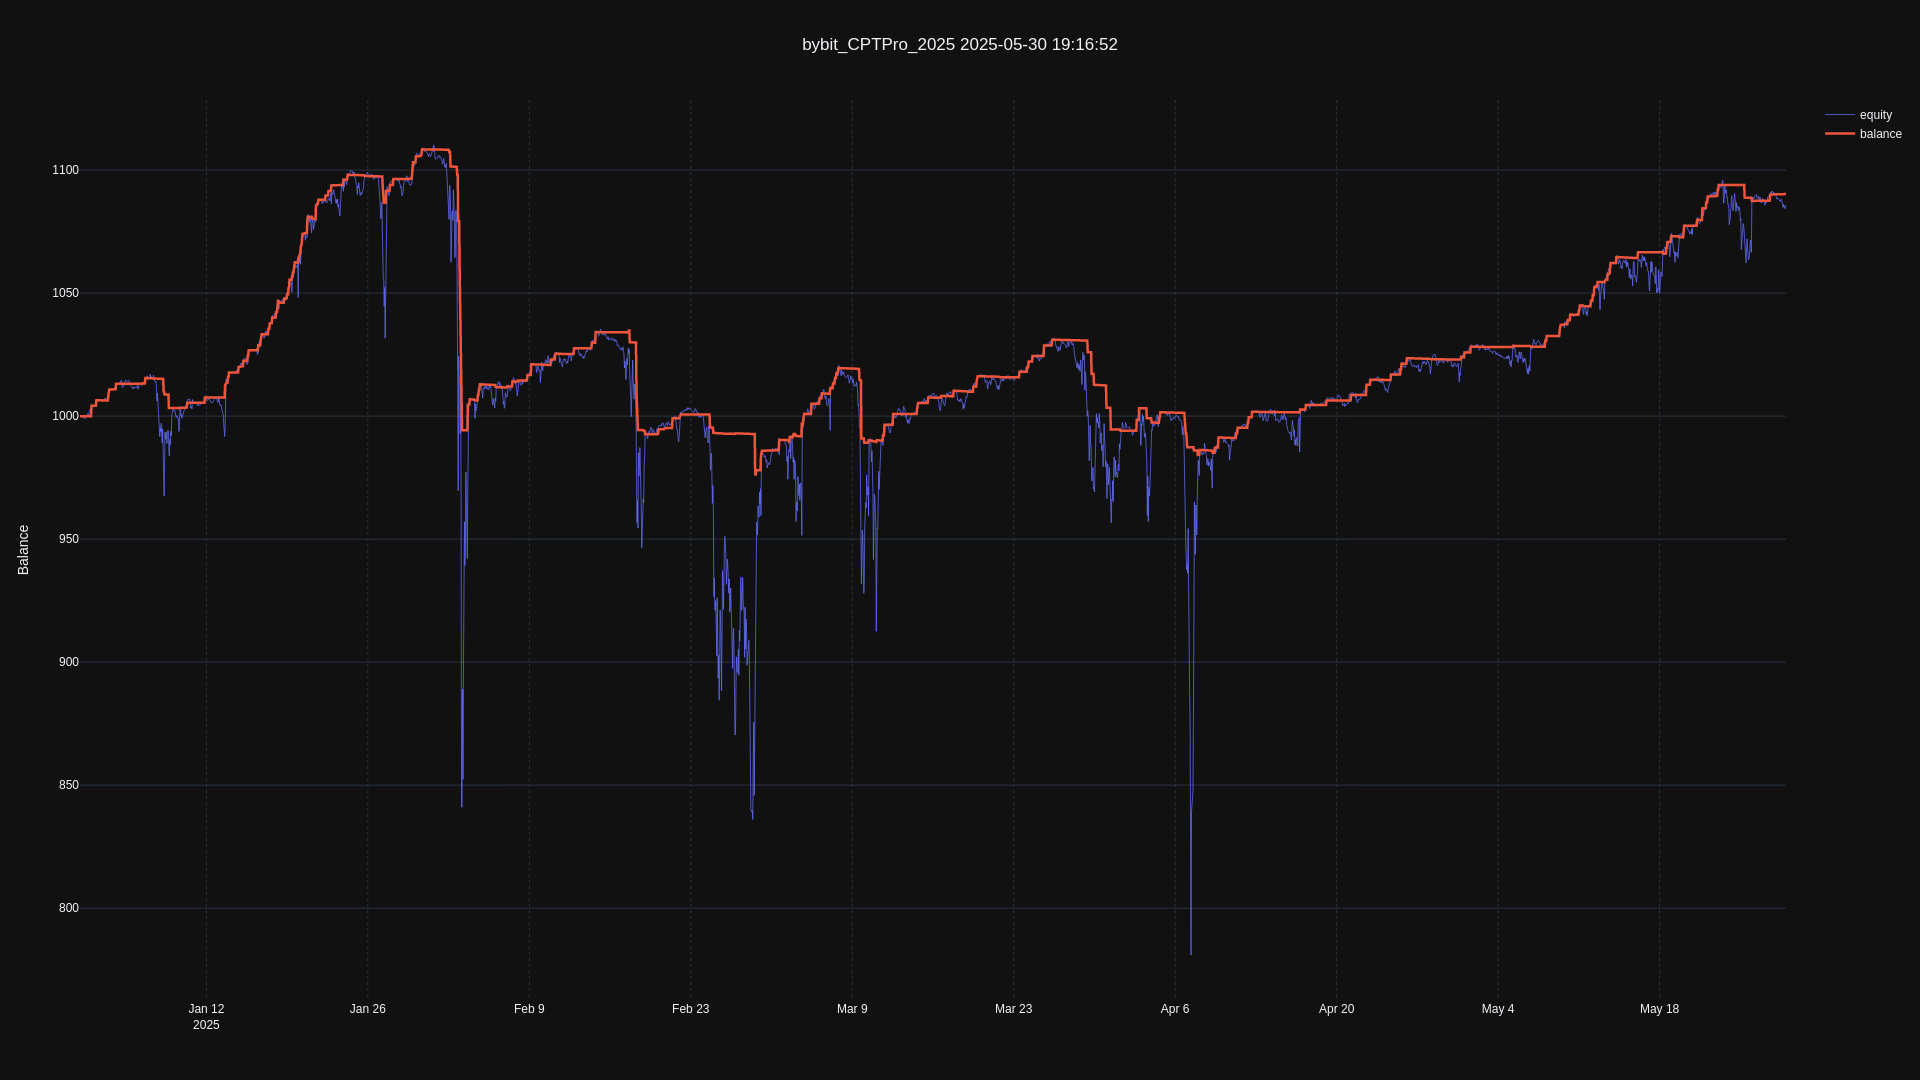 bybit_CPTPro_2025 2025-05-30 19:16:52
equity
balance
1100
1050
1000
950
900
850
800
Balance
Jan 12
2025
Jan 26
Feb 9
Feb 23
Mar 9
Mar 23
Apr 6
Apr 20
May 4
May 18